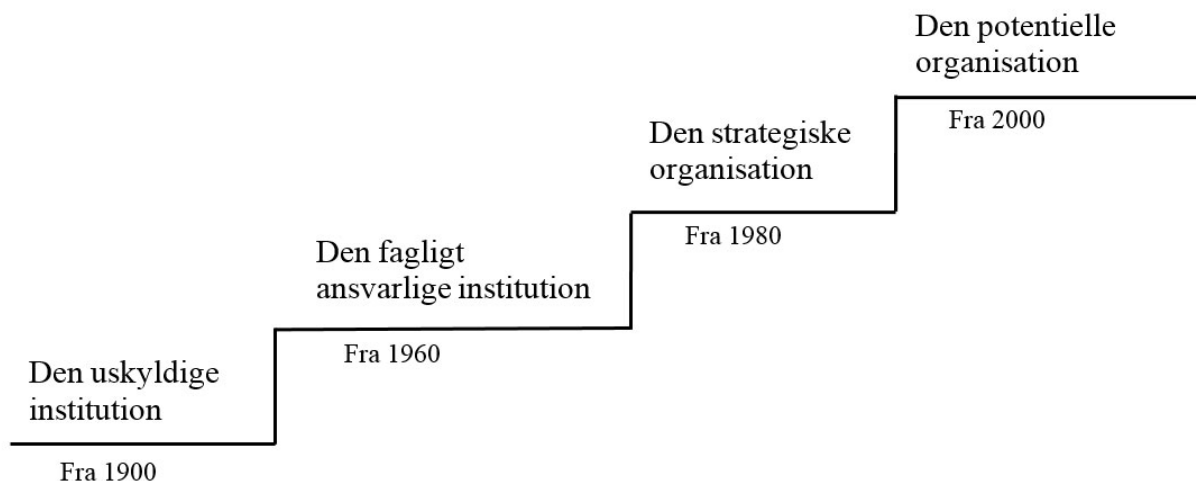 Den uskyldige
institution
Fra 1900
Den fagligt
ansvarlige institution
Fra 1960
Den strategiske
organisation
Fra 1980
Den potentielle
organisation
Fra 2000